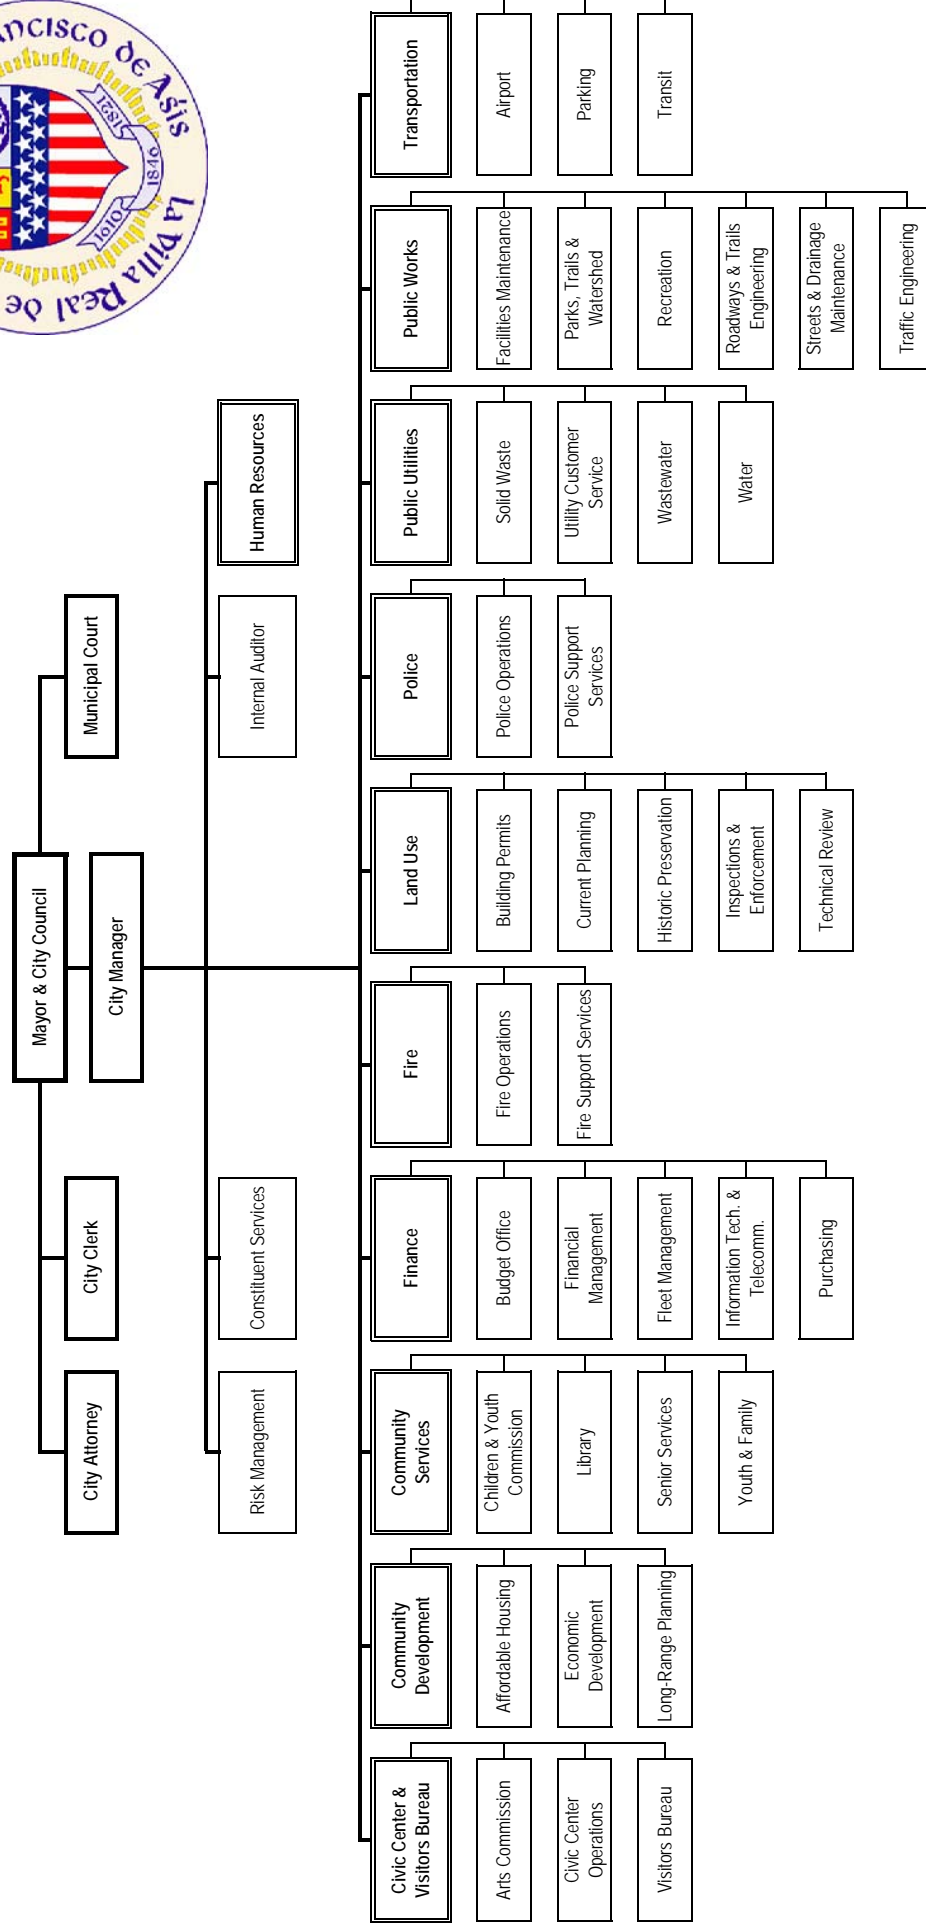 ancisco de Asis
La Villa Real de
1821
1846
1610
Mayor & City Council
City Manager
City Attorney
City Clerk
Municipal Court
Risk Management
Constituent Services
Internal Auditor
Human Resources
Civic Center &
Visitors Bureau
Arts Commission
Civic Center
Operations
Visitors Bureau
Community
Development
Affordable Housing
Economic
Development
Long-Range Planning
Community
Services
Children & Youth
Commission
Library
Senior Services
Youth & Family
Finance
Budget Office
Financial
Management
Fleet Management
Information Tech. &
Telecomm.
Purchasing
Fire
Fire Operations
Fire Support Services
Land Use
Building Permits
Current Planning
Historic Preservation
Inspections &
Enforcement
Technical Review
Police
Police Operations
Police Support
Services
Public Utilities
Solid Waste
Utility Customer
Service
Wastewater
Water
Public Works
Facilities Maintenance
Parks, Trails &
Watershed
Recreation
Roadways & Trails
Engineering
Streets & Drainage
Maintenance
Traffic Engineering
Transportation
Airport
Parking
Transit